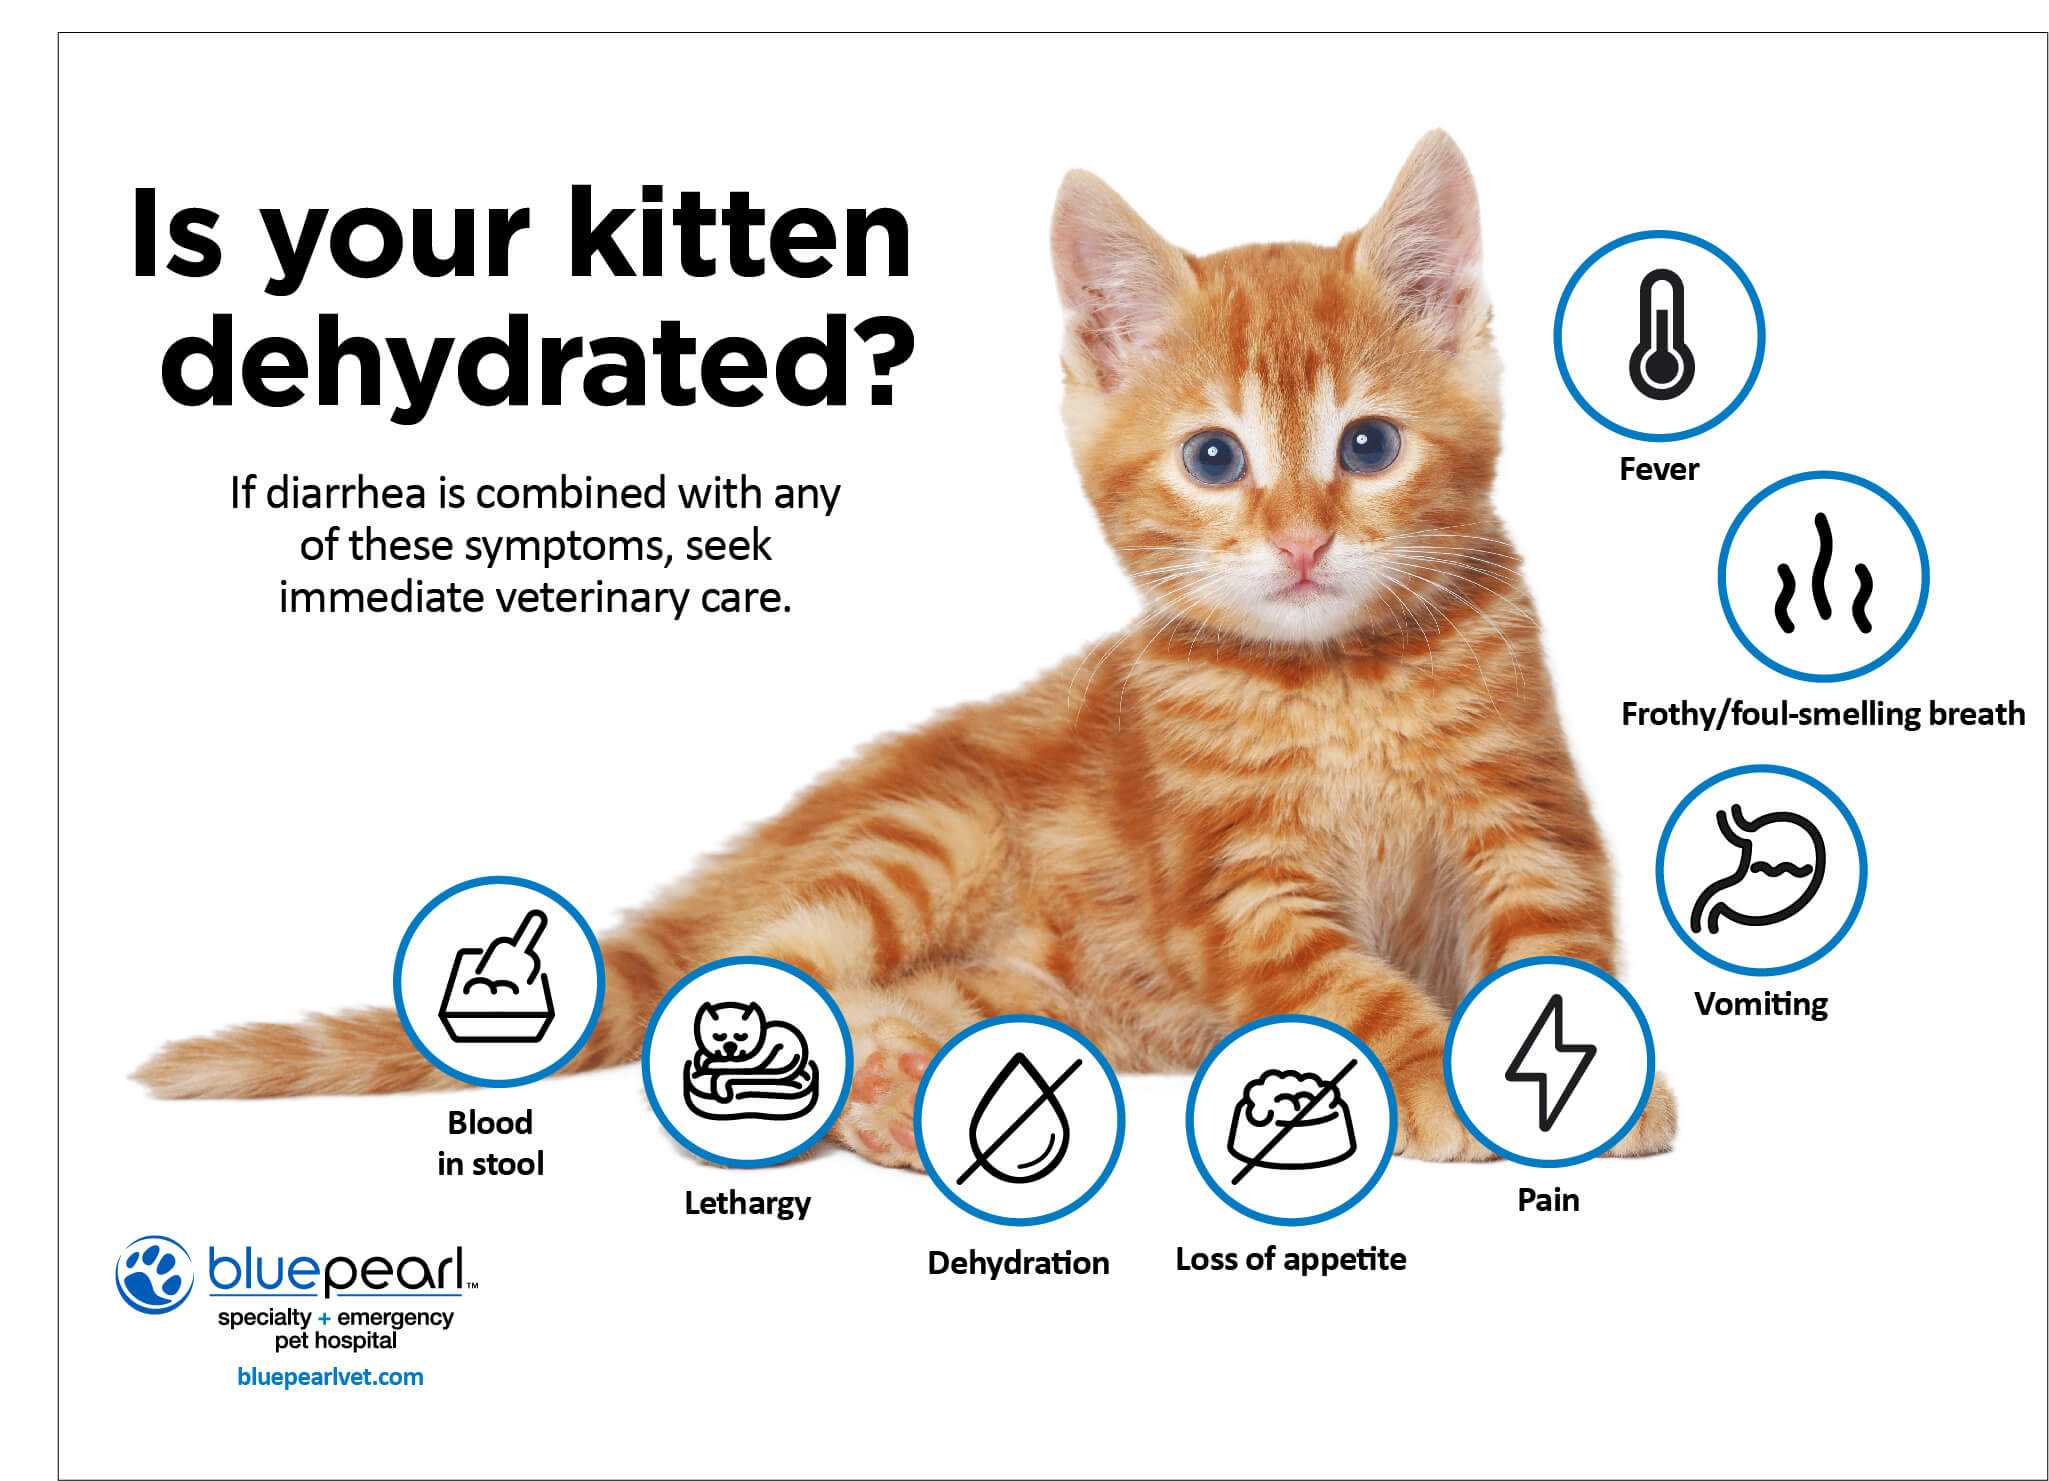 Is your kitten
dehydrated?
If diarrhea is combined with any
of these symptoms, seek
immediate veterinary care.
Fever
Frothy/foul-smelling breath
Vomiting
Pain
Loss of appetite
Dehydration
Lethargy
Blood
in stool
bluepearl™
specialty + emergency
pet hospital
bluepearlvet.com